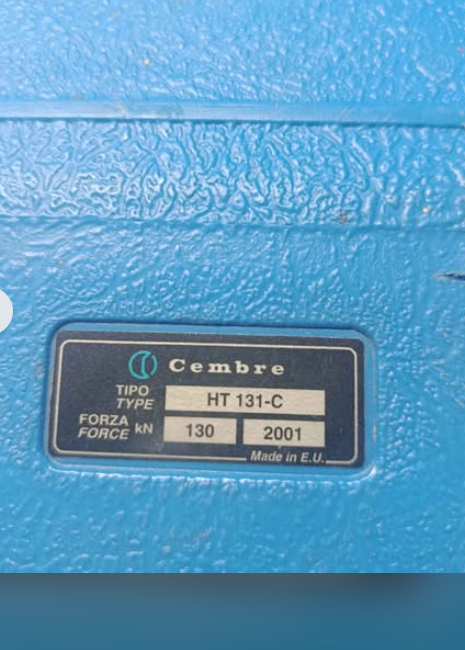 Cembre
TIPO
TYPE HT 131-C
FORZA
FORCE kN 130 2001
Made in E.U.